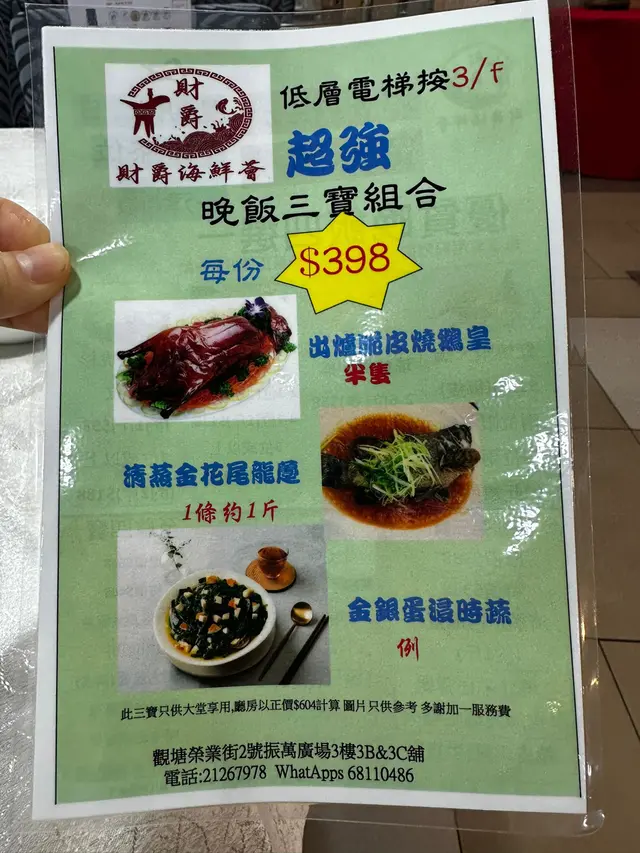 財
爵
財爵海鮮薈
低層電梯按3/f
超強
晚飯三寶組合
每份 $398
出爐脆皮燒鵝皇
半隻
清蒸金花尾龍躉
1條約1斤
金銀蛋浸時蔬
例
此三寶只供大堂享用,廳房以正價$604計算 圖片只供參考 多謝加一服務費
觀塘榮業街2號振萬廣場3樓3B&3C舖
電話:21267978 WhatApps 68110486